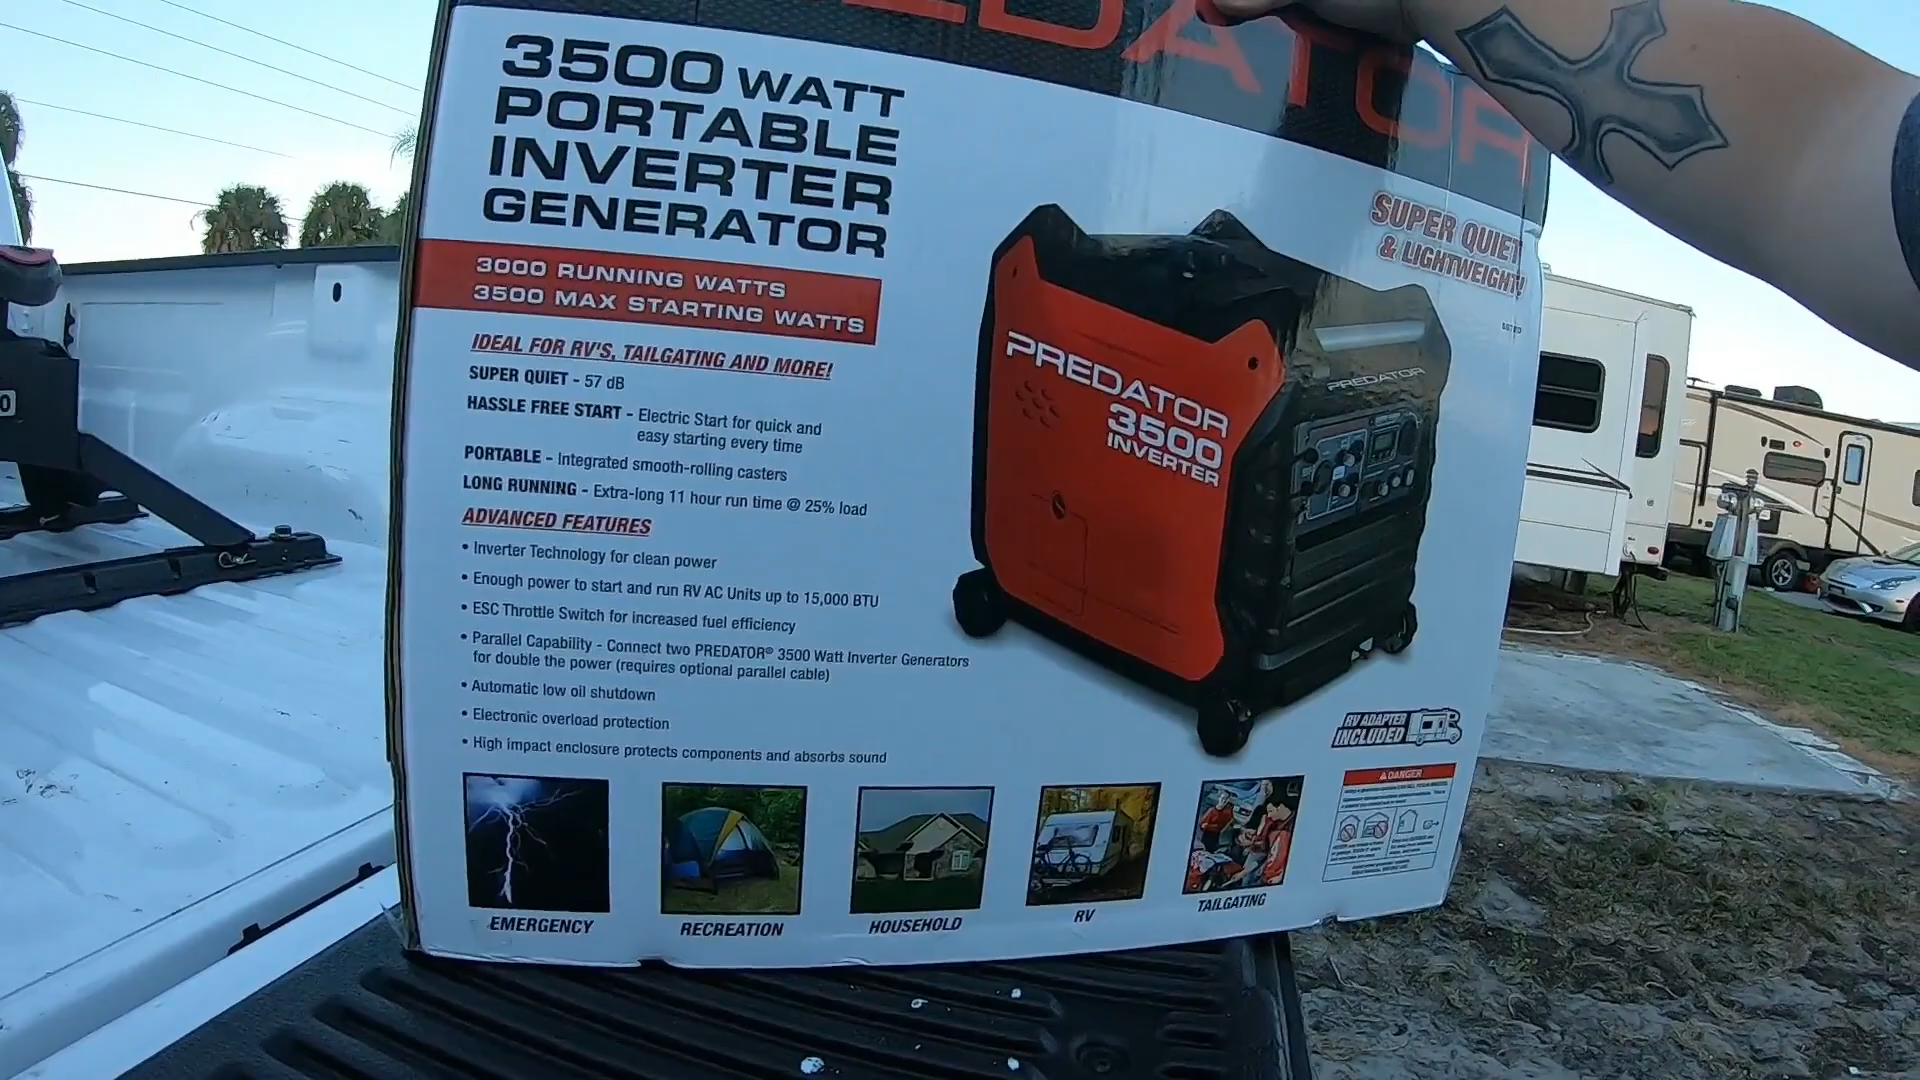 3500 WATT
PORTABLE
INVERTER
GENERATOR
3000 RUNNING WATTS
3500 MAX STARTING WATTS
IDEAL FOR RV'S, TAILGATING AND MORE!
SUPER QUIET - 57 dB
HASSLE FREE START - Electric Start for quick and
easy starting every time
PORTABLE - Integrated smooth-rolling casters
LONG RUNNING - Extra-long 11 hour run time @ 25% load
ADVANCED FEATURES
• Inverter Technology for clean power
• Enough power to start and run RV AC Units up to 15,000 BTU
• ESC Throttle Switch for increased fuel efficiency
• Parallel Capability - Connect two PREDATOR® 3500 Watt Inverter Generators
for double the power (requires optional parallel cable)
• Automatic low oil shutdown
• Electronic overload protection
• High impact enclosure protects components and absorbs sound
SUPER QUIET
& LIGHTWEIGHT!
PREDATOR
3500
INVERTER
PREDATOR
RV ADAPTER
INCLUDED
DANGER
EMERGENCY
RECREATION
HOUSEHOLD
RV
TAILGATING
0